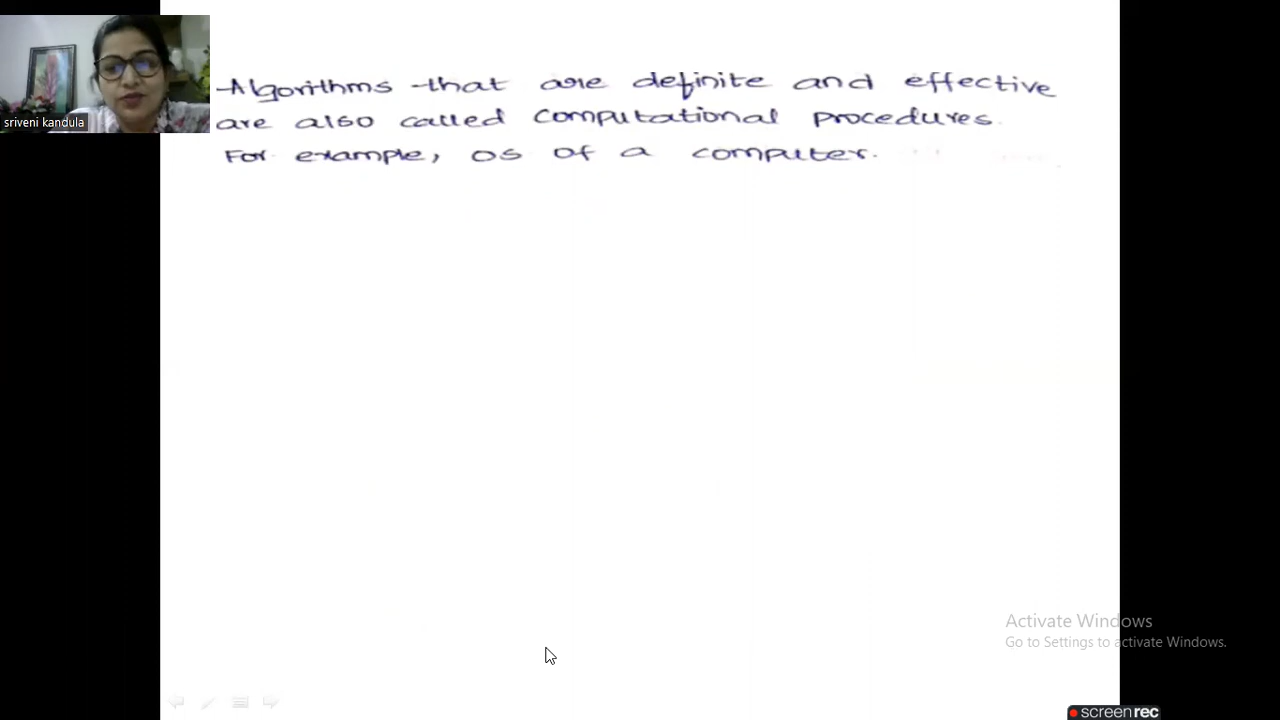 Algorithms that are definite and effective
are also called computational procedures.
For example, OS of a computer.
sriveni kandula
Activate Windows
Go to Settings to activate Windows.
screenrec